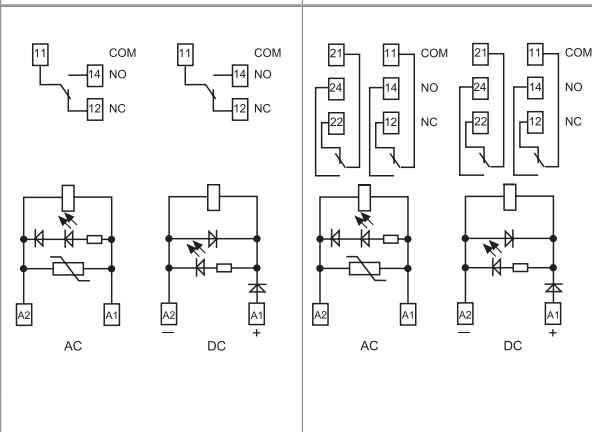 11 COM 11 COM 21 11 COM 21 11 COM
14 NO 14 NO 24 14 NO 24 14 NO
12 NC 12 NC 22 12 NC 22 12 NC
A2 A1 A2 A1 A2 A1 A2 A1
— + — +
AC DC AC DC